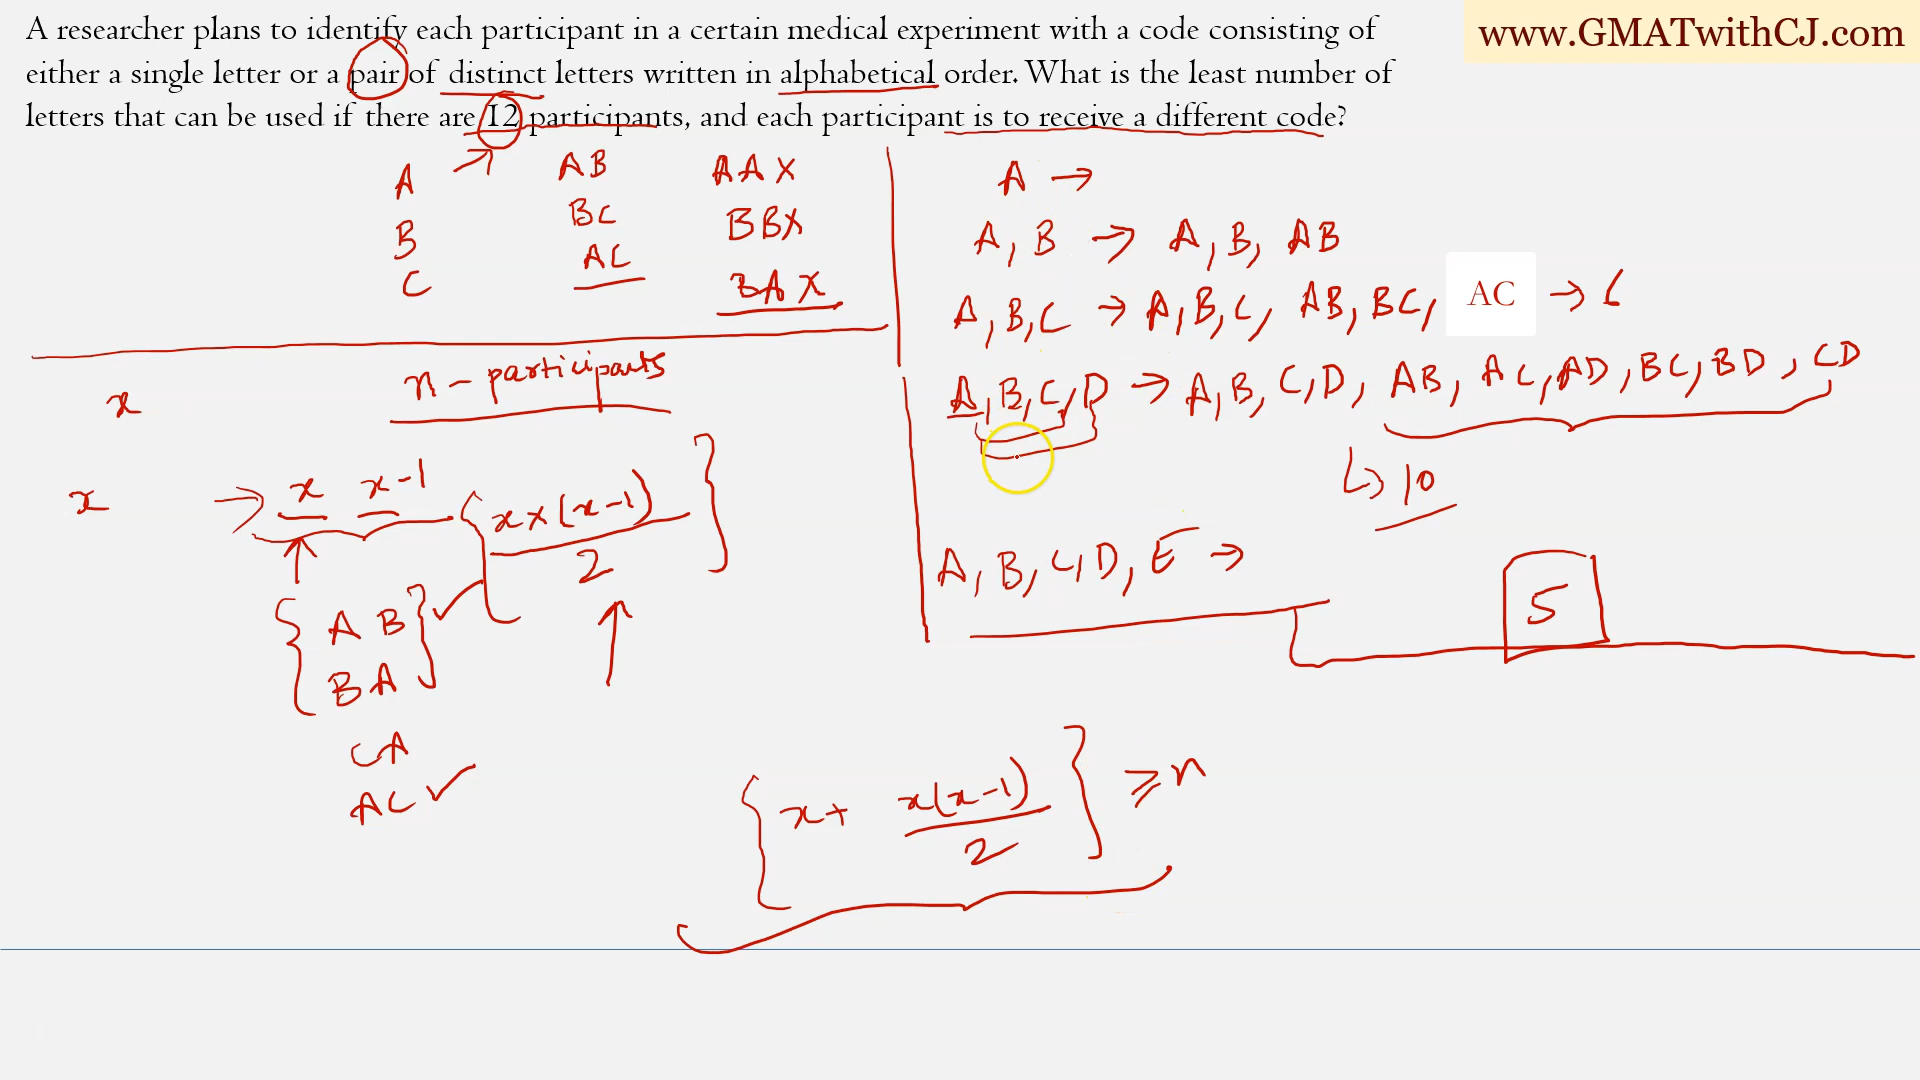 A researcher plans to identify each participant in a certain medical experiment with a code consisting of
either a single letter or a pair of distinct letters written in alphabetical order. What is the least number of
letters that can be used if there are 12 participants, and each participant is to receive a different code?
www.GMATwithCJ.com
A → AB AAX
B BC BBX
C AC BAX
n - participants
x
x → x x-1 { x×(x-1) / 2 }
{ A B } ✓
{ B A }
CA
AC ✓
A →
A, B → A, B, AB
A, B, C → A, B, C, AB, BC, AC → 6
A, B, C, D → A, B, C, D, AB, AC, AD, BC, BD, CD
↳ 10
A, B, C, D, E →
5
{ x + x(x-1) / 2 } ≥ n